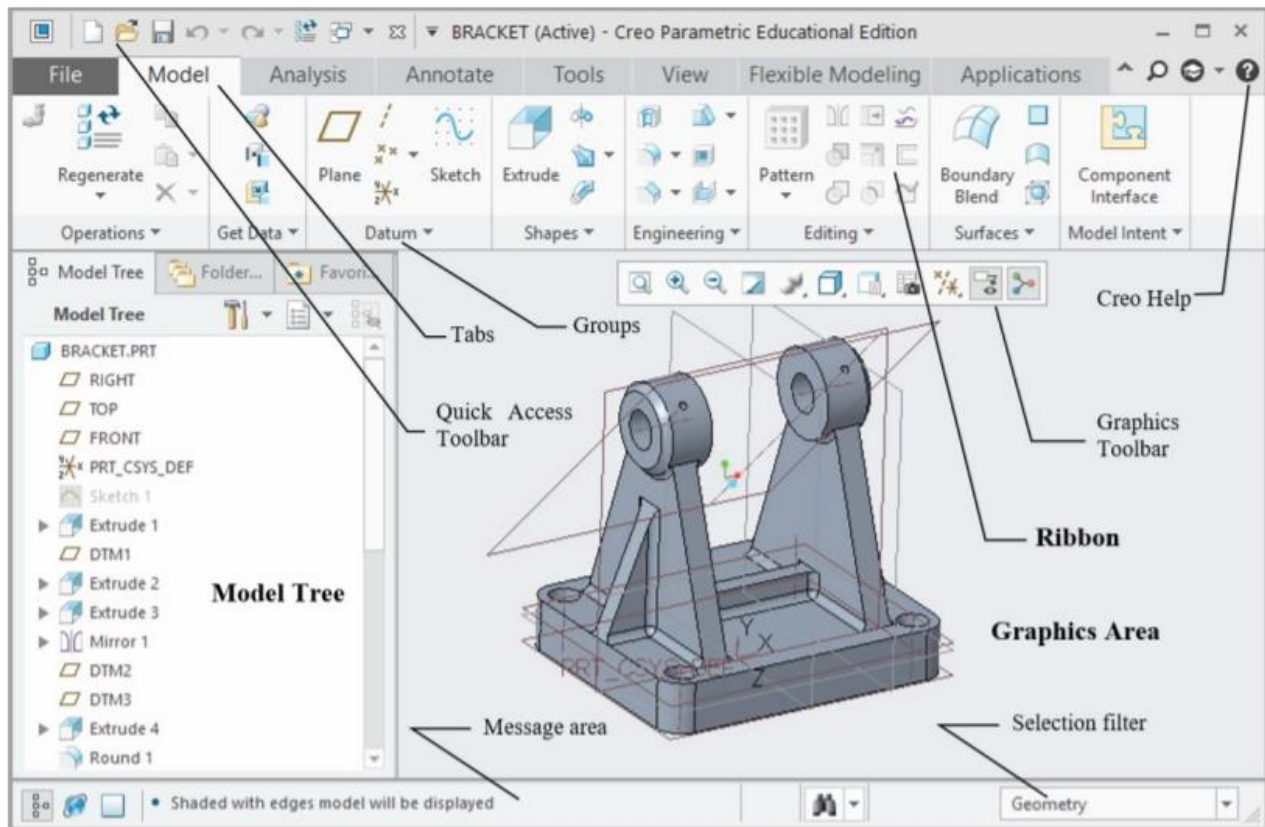 BRACKET (Active) - Creo Parametric Educational Edition
File Model Analysis Annotate Tools View Flexible Modeling Applications
Regenerate
Plane
Sketch
Extrude
Pattern
Boundary
Blend
Component
Interface
Operations Get Data Datum Shapes Engineering Editing Surfaces Model Intent
Model Tree Folder... Favori...
Model Tree
BRACKET.PRT
RIGHT
TOP
FRONT
PRT_CSYS_DEF
Sketch 1
Extrude 1
DTM1
Extrude 2
Extrude 3
Mirror 1
DTM2
DTM3
Extrude 4
Round 1
Model Tree
Tabs
Groups
Creo Help
Quick Access
Toolbar
Graphics
Toolbar
Ribbon
Graphics Area
Y
X
Z
PRT_CSYS_DEF
Message area
Selection filter
Shaded with edges model will be displayed
Geometry